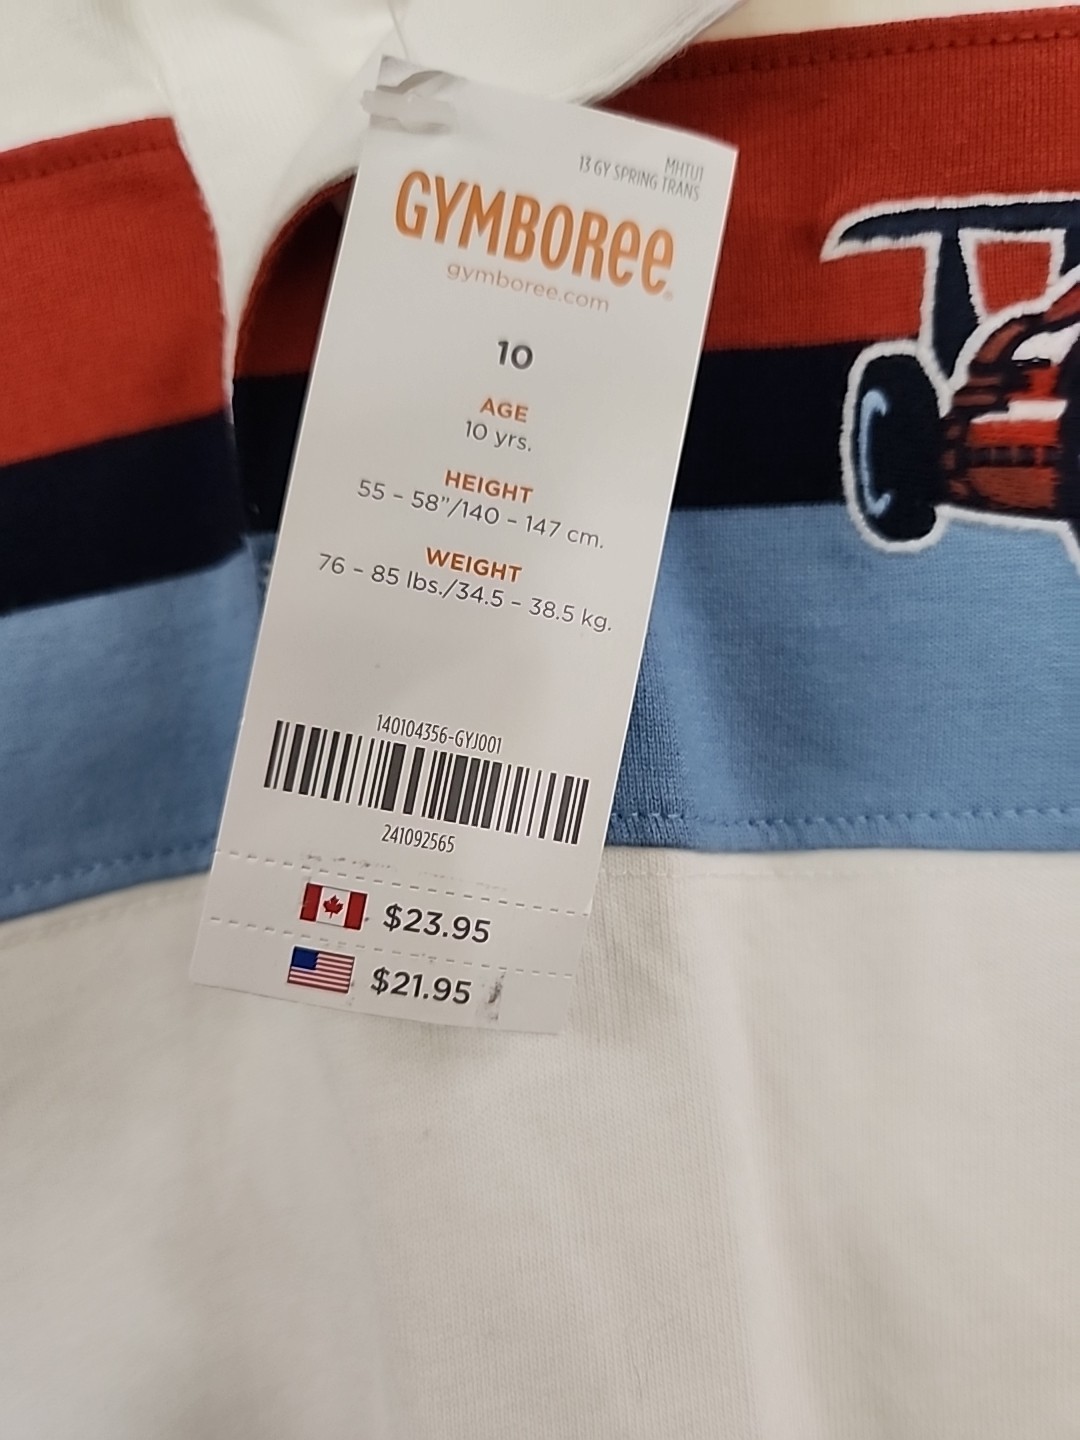 MHTU1
13 GY SPRING TRANS
GYMBOREE®
gymboree.com
10
AGE
10 yrs.
HEIGHT
55 - 58"/140 - 147 cm.
WEIGHT
76 - 85 lbs./34.5 - 38.5 kg.
140104356-GYJ001
241092565
$23.95
$21.95